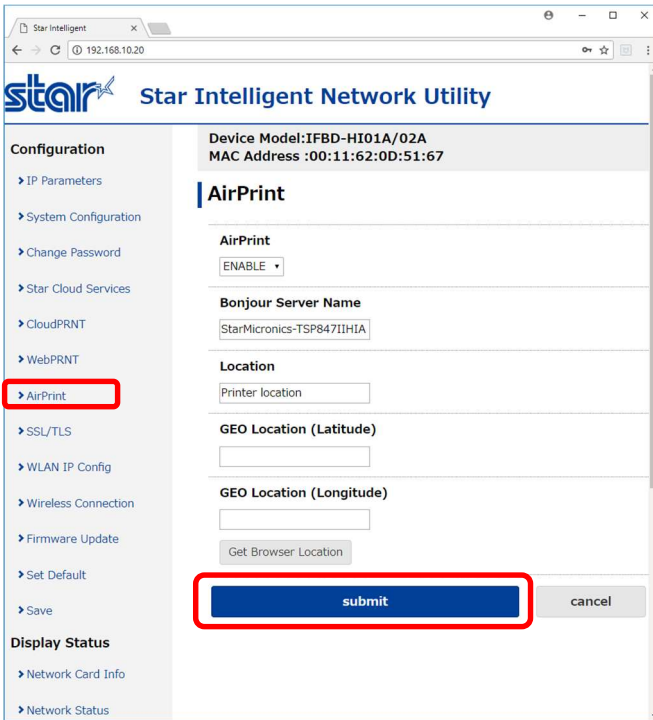 Star Intelligent
192.168.10.20
star Star Intelligent Network Utility
Configuration
IP Parameters
System Configuration
Change Password
Star Cloud Services
CloudPRNT
WebPRNT
AirPrint
SSL/TLS
WLAN IP Config
Wireless Connection
Firmware Update
Set Default
Save
Display Status
Network Card Info
Network Status
Device Model:IFBD-HI01A/02A
MAC Address :00:11:62:0D:51:67
AirPrint
AirPrint
ENABLE
Bonjour Server Name
StarMicronics-TSP847IIHIA
Location
Printer location
GEO Location (Latitude)
GEO Location (Longitude)
Get Browser Location
submit cancel